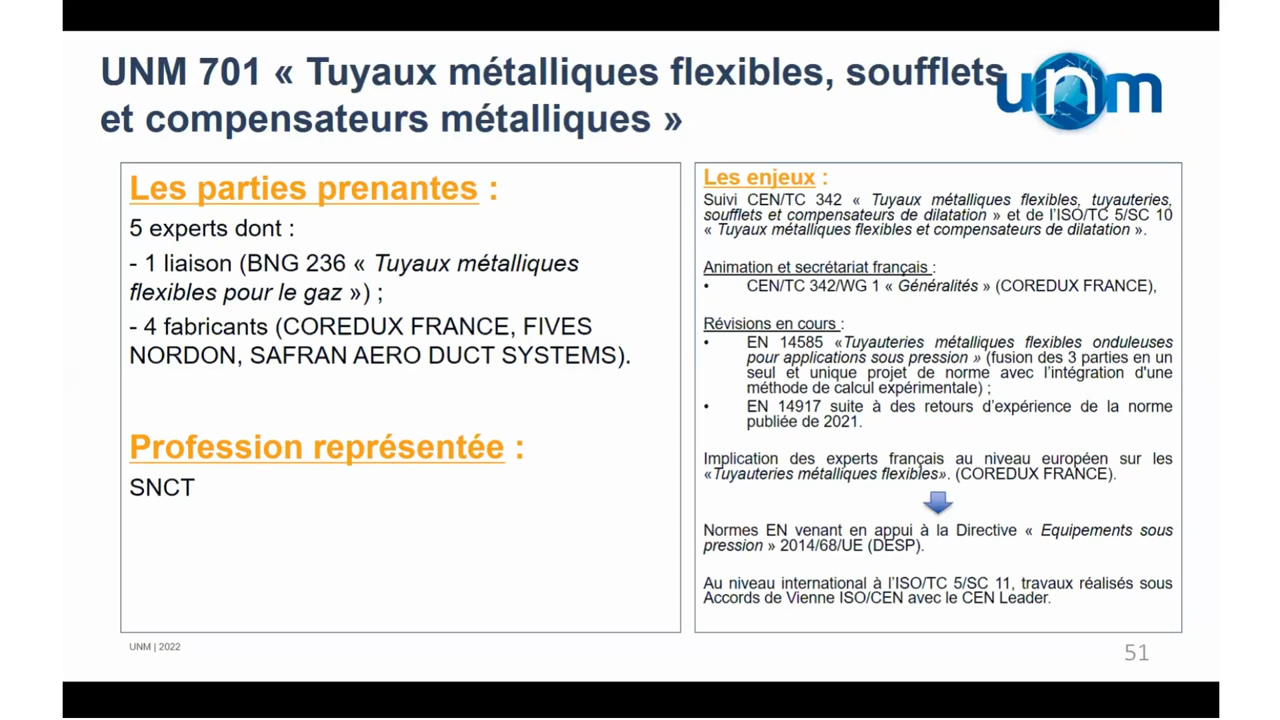 UNM 701 « Tuyaux métalliques flexibles, soufflets
et compensateurs métalliques »
unm
Les parties prenantes :
5 experts dont :
- 1 liaison (BNG 236 « Tuyaux métalliques
flexibles pour le gaz ») ;
- 4 fabricants (COREDUX FRANCE, FIVES
NORDON, SAFRAN AERO DUCT SYSTEMS).
Profession représentée :
SNCT
Les enjeux :
Suivi CEN/TC 342 « Tuyaux métalliques flexibles, tuyauteries,
soufflets et compensateurs de dilatation » et de l'ISO/TC 5/SC 10
« Tuyaux métalliques flexibles et compensateurs de dilatation ».
Animation et secrétariat français :
• CEN/TC 342/WG 1 « Généralités » (COREDUX FRANCE),
Révisions en cours :
• EN 14585 «Tuyauteries métalliques flexibles onduleuses
pour applications sous pression » (fusion des 3 parties en un
seul et unique projet de norme avec l'intégration d'une
méthode de calcul expérimentale) ;
• EN 14917 suite à des retours d'expérience de la norme
publiée de 2021.
Implication des experts français au niveau européen sur les
«Tuyauteries métalliques flexibles». (COREDUX FRANCE).
Normes EN venant en appui à la Directive « Equipements sous
pression » 2014/68/UE (DESP).
Au niveau international à l'ISO/TC 5/SC 11, travaux réalisés sous
Accords de Vienne ISO/CEN avec le CEN Leader.
UNM | 2022
51